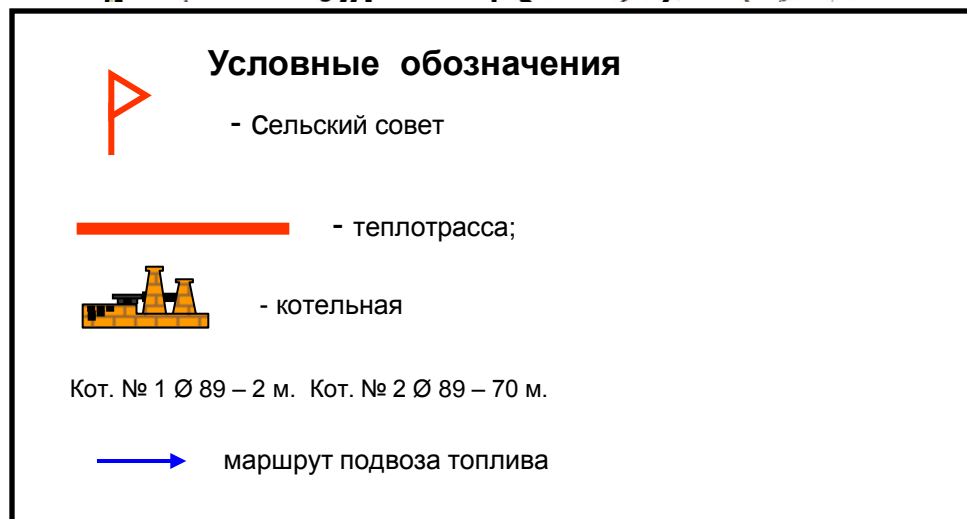 Условные обозначения
- сельский совет
- теплотрасса;
- котельная
Кот. № 1 Ø 89 – 2 м. Кот. № 2 Ø 89 – 70 м.
маршрут подвоза топлива